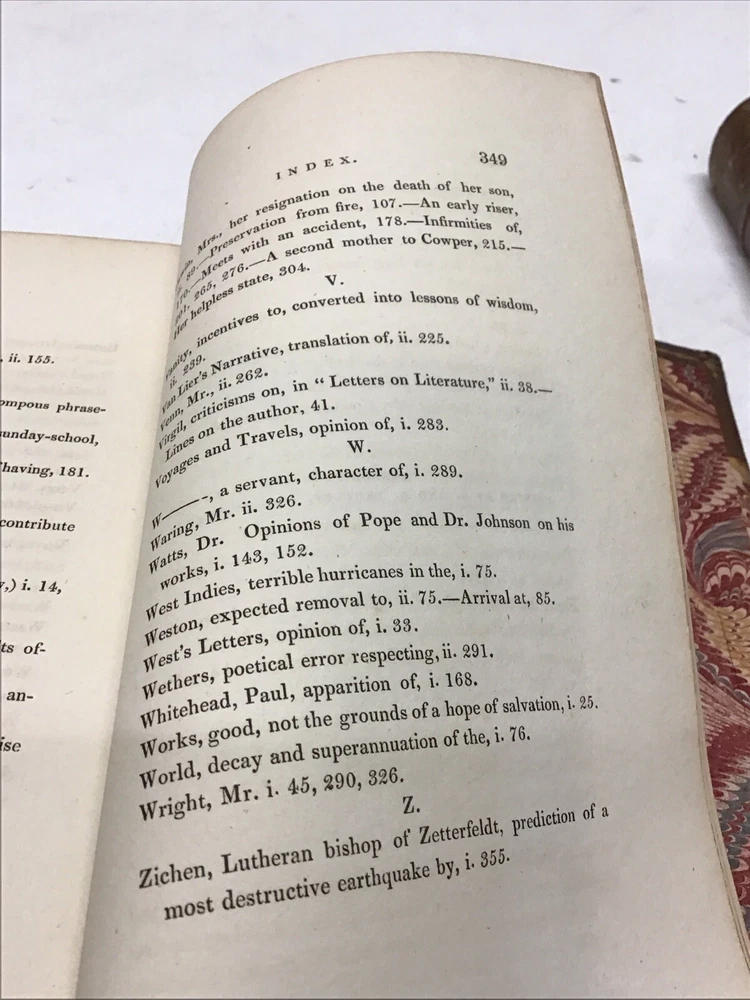 ii. 155.
ompous phrase-
unday-school,
having, 181.
contribute
,) i. 14,
ts of-
an-
ise
INDEX. 349
Mrs., her resignation on the death of her son,
Preservation from fire, 107.—An early riser,
Meets with an accident, 178.—Infirmities of,
265, 276.—A second mother to Cowper, 215.—
Her helpless state, 304.
V.
Vanity, incentives to, converted into lessons of wisdom,
ii. 239.
Van Lier's Narrative, translation of, ii. 225.
Venn, Mr., ii. 262.
Virgil, criticisms on, in “ Letters on Literature,” ii. 38.—
Lines on the author, 41.
Voyages and Travels, opinion of, i. 283.
W.
W——-, a servant, character of, i. 289.
Waring, Mr. ii. 326.
Watts, Dr. Opinions of Pope and Dr. Johnson on his
works, i. 143, 152.
West Indies, terrible hurricanes in the, i. 75.
Weston, expected removal to, ii. 75.—Arrival at, 85.
West's Letters, opinion of, i. 33.
Wethers, poetical error respecting, ii. 291.
Whitehead, Paul, apparition of, i. 168.
Works, good, not the grounds of a hope of salvation, i. 25.
World, decay and superannuation of the, i. 76.
Wright, Mr. i. 45, 290, 326.
Z.
Zichen, Lutheran bishop of Zetterfeldt, prediction of a
most destructive earthquake by, i. 355.